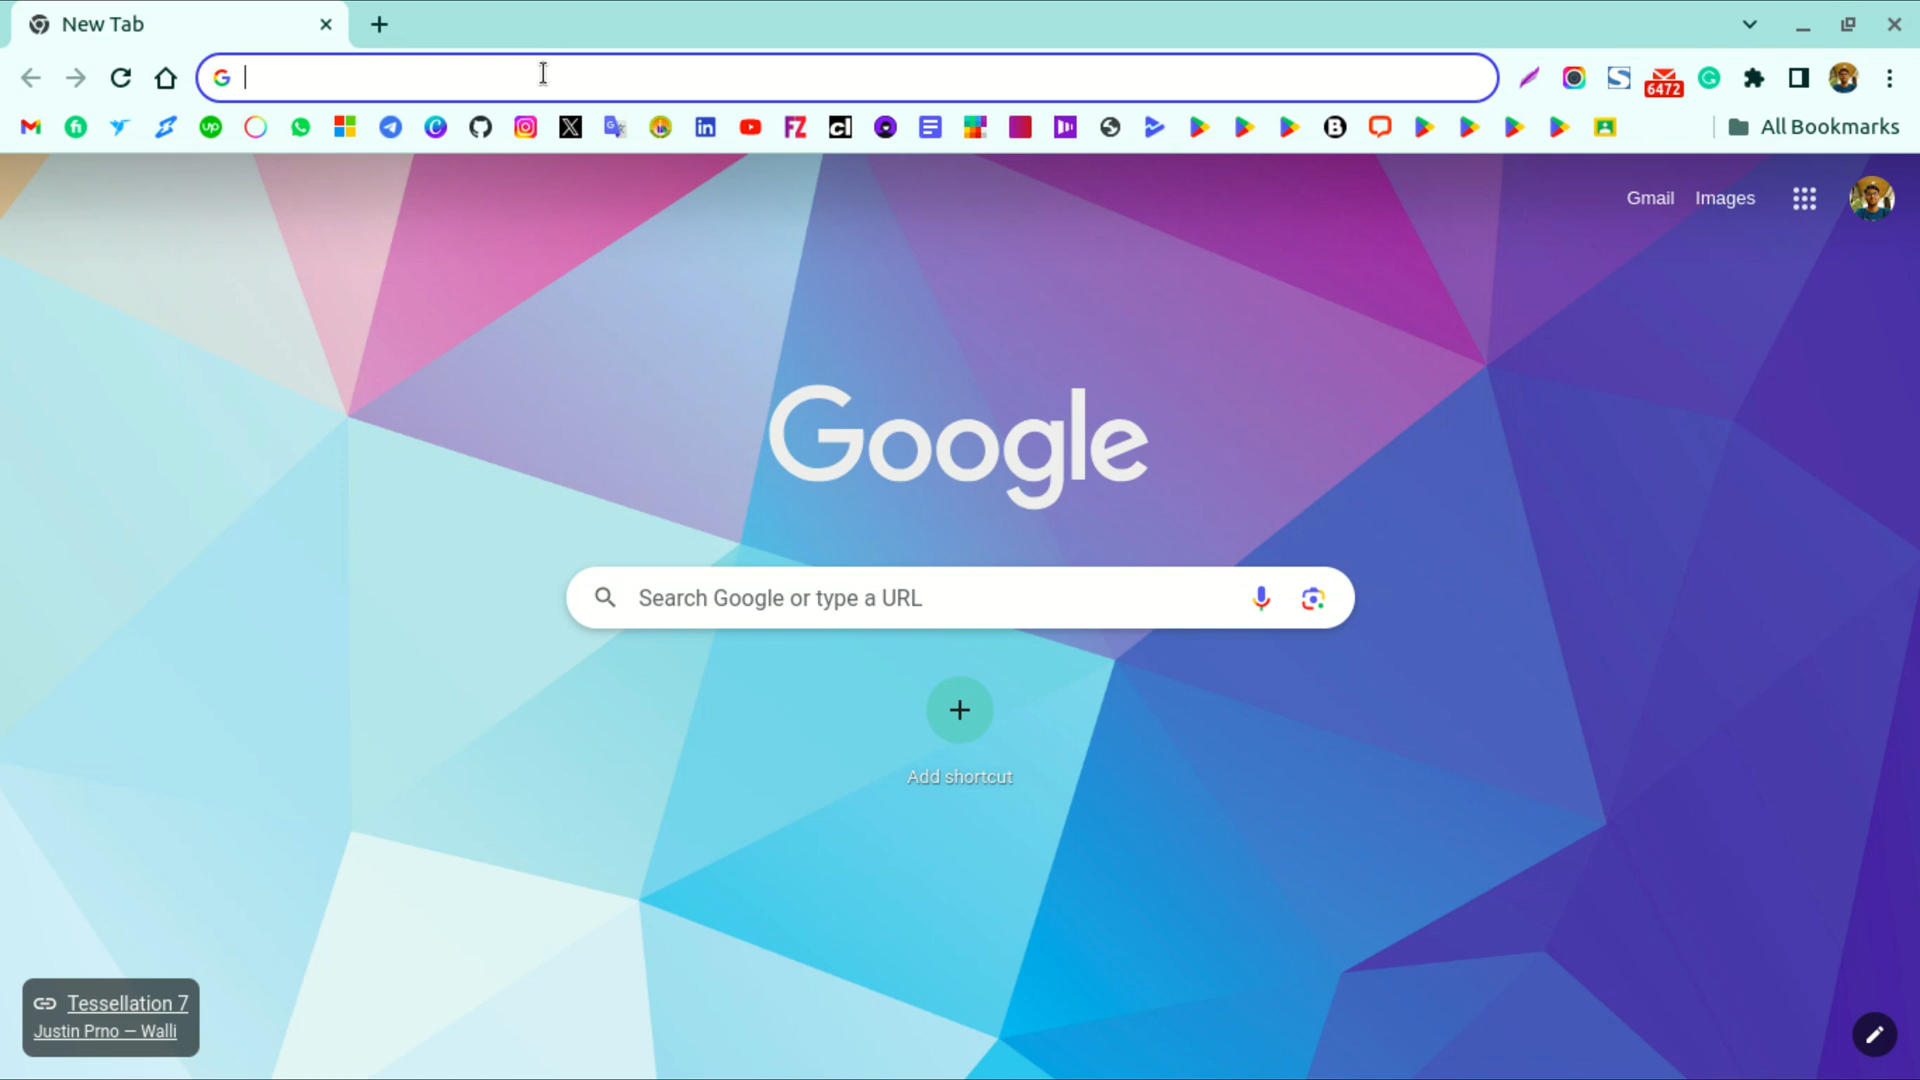 New Tab
6472
All Bookmarks
Gmail Images
Google
Search Google or type a URL
Add shortcut
Tessellation 7
Justin Prno — Walli